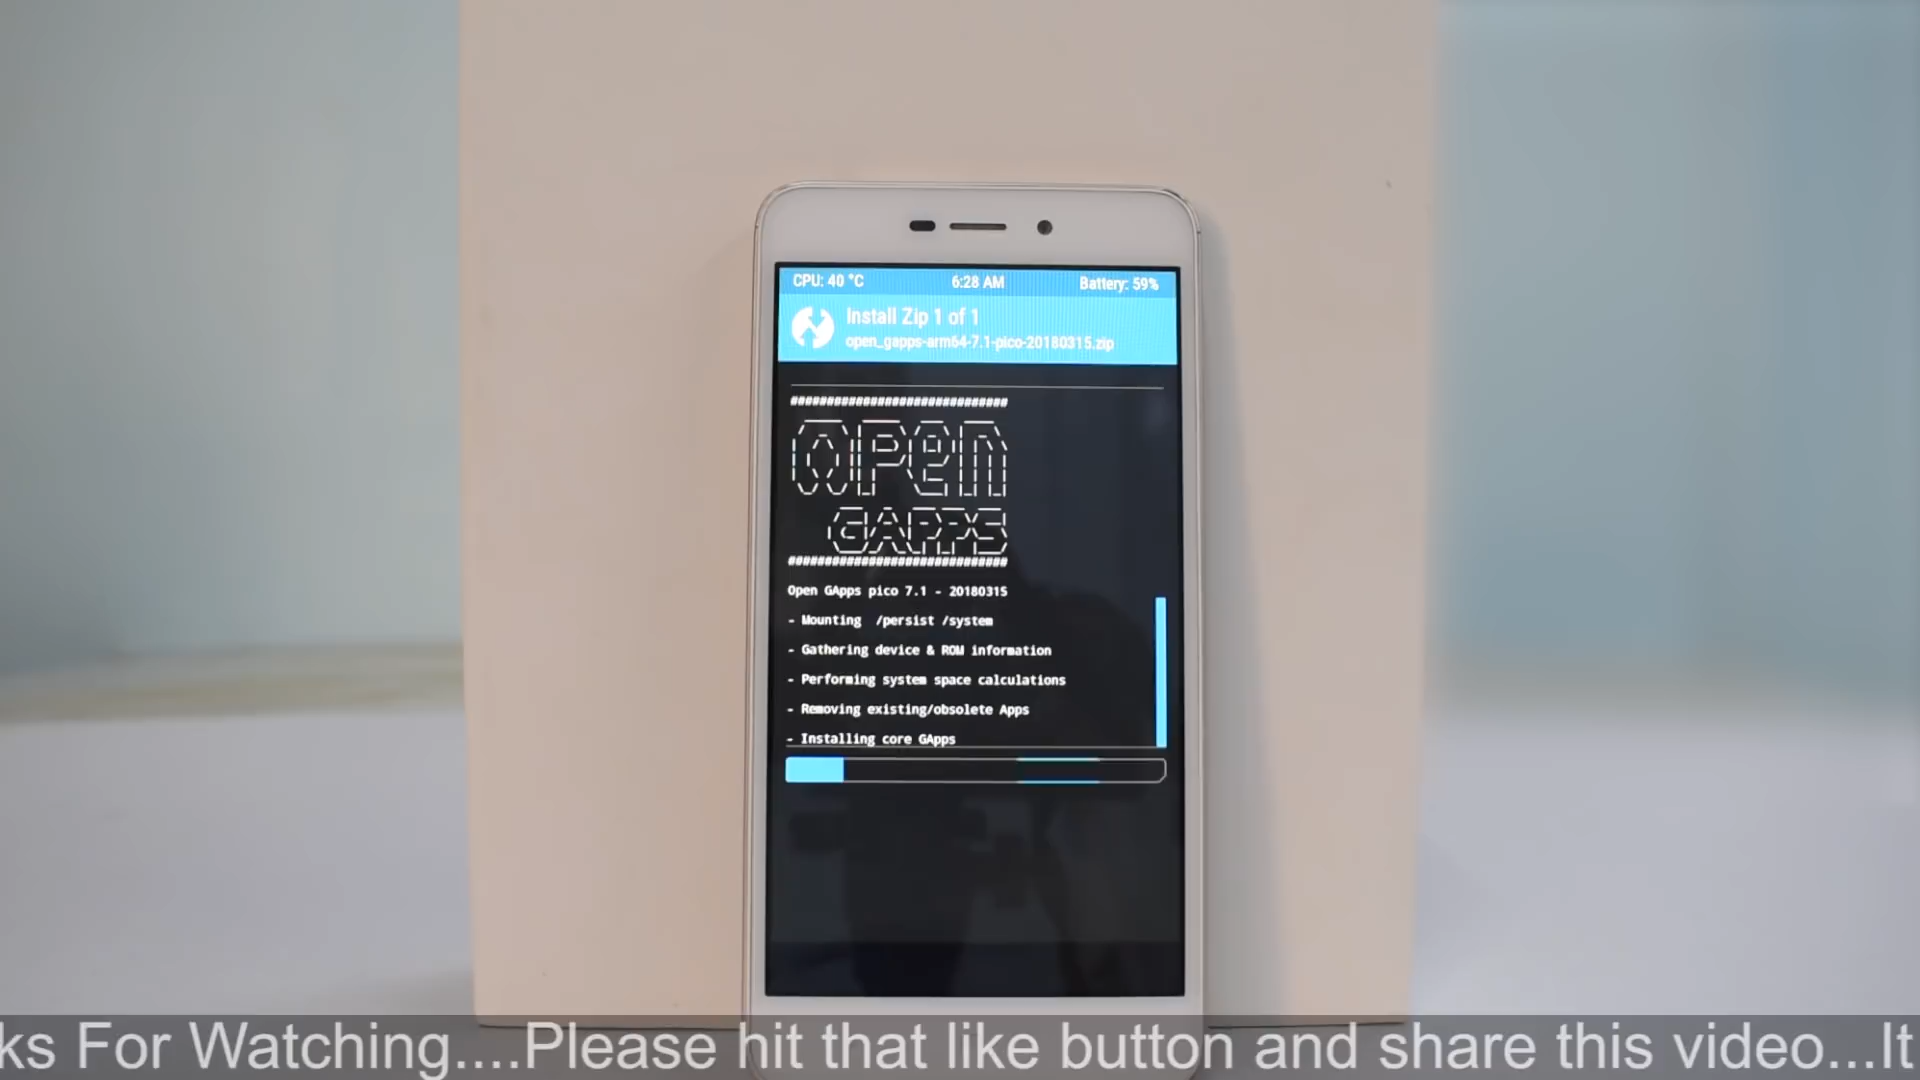 CPU: 40 °C 6:28 AM Battery: 59%
Install Zip 1 of 1
open_gapps-arm64-7.1-pico-20180315.zip
##############################
OPEN
GAPPS
##############################
Open GApps pico 7.1 - 20180315
- Mounting  /persist /system
- Gathering device & ROM information
- Performing system space calculations
- Removing existing/obsolete Apps
- Installing core GApps
ks For Watching....Please hit that like button and share this video...It